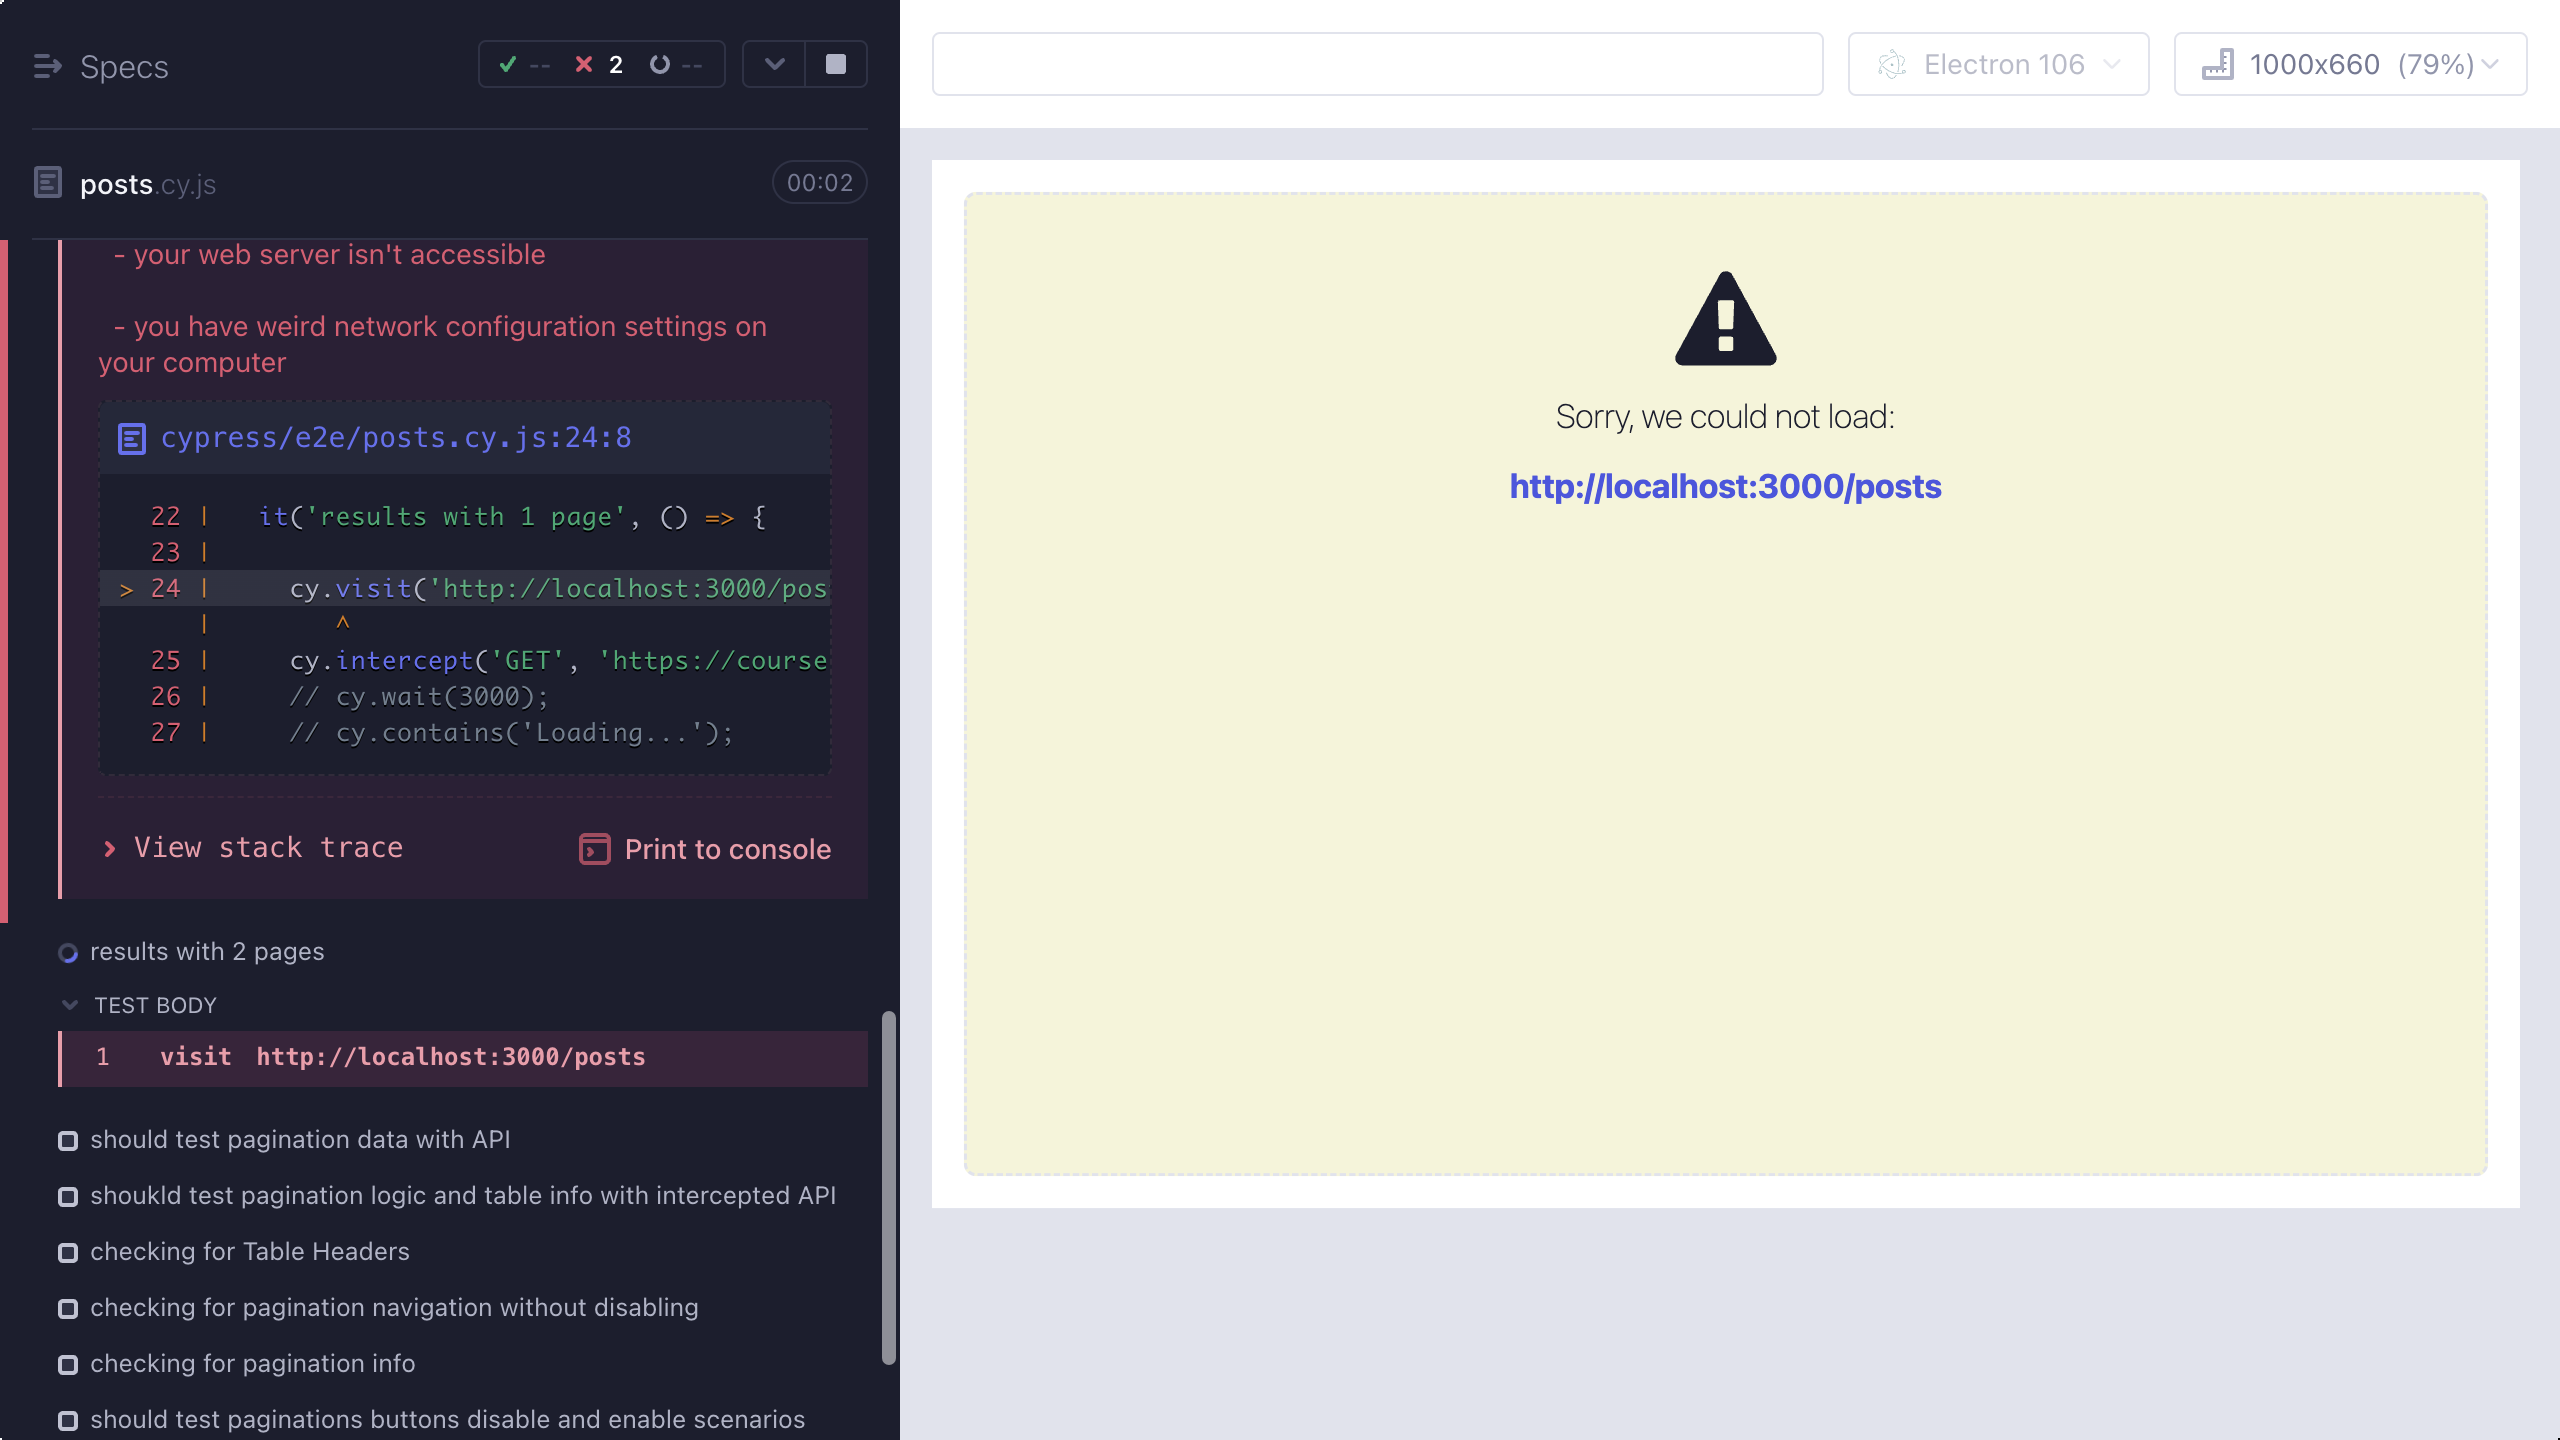 Specs
-- 2 --
posts.cy.js
00:02
- your web server isn't accessible
- you have weird network configuration settings on
your computer
cypress/e2e/posts.cy.js:24:8
22 |   it('results with 1 page', () => {
23 |
> 24 |     cy.visit('http://localhost:3000/pos
|        ^
25 |     cy.intercept('GET', 'https://course
26 |     // cy.wait(3000);
27 |     // cy.contains('Loading...');
View stack trace
Print to console
results with 2 pages
TEST BODY
1 visit http://localhost:3000/posts
should test pagination data with API
shoukld test pagination logic and table info with intercepted API
checking for Table Headers
checking for pagination navigation without disabling
checking for pagination info
should test paginations buttons disable and enable scenarios
Electron 106
1000x660 (79%)
Sorry, we could not load:
http://localhost:3000/posts